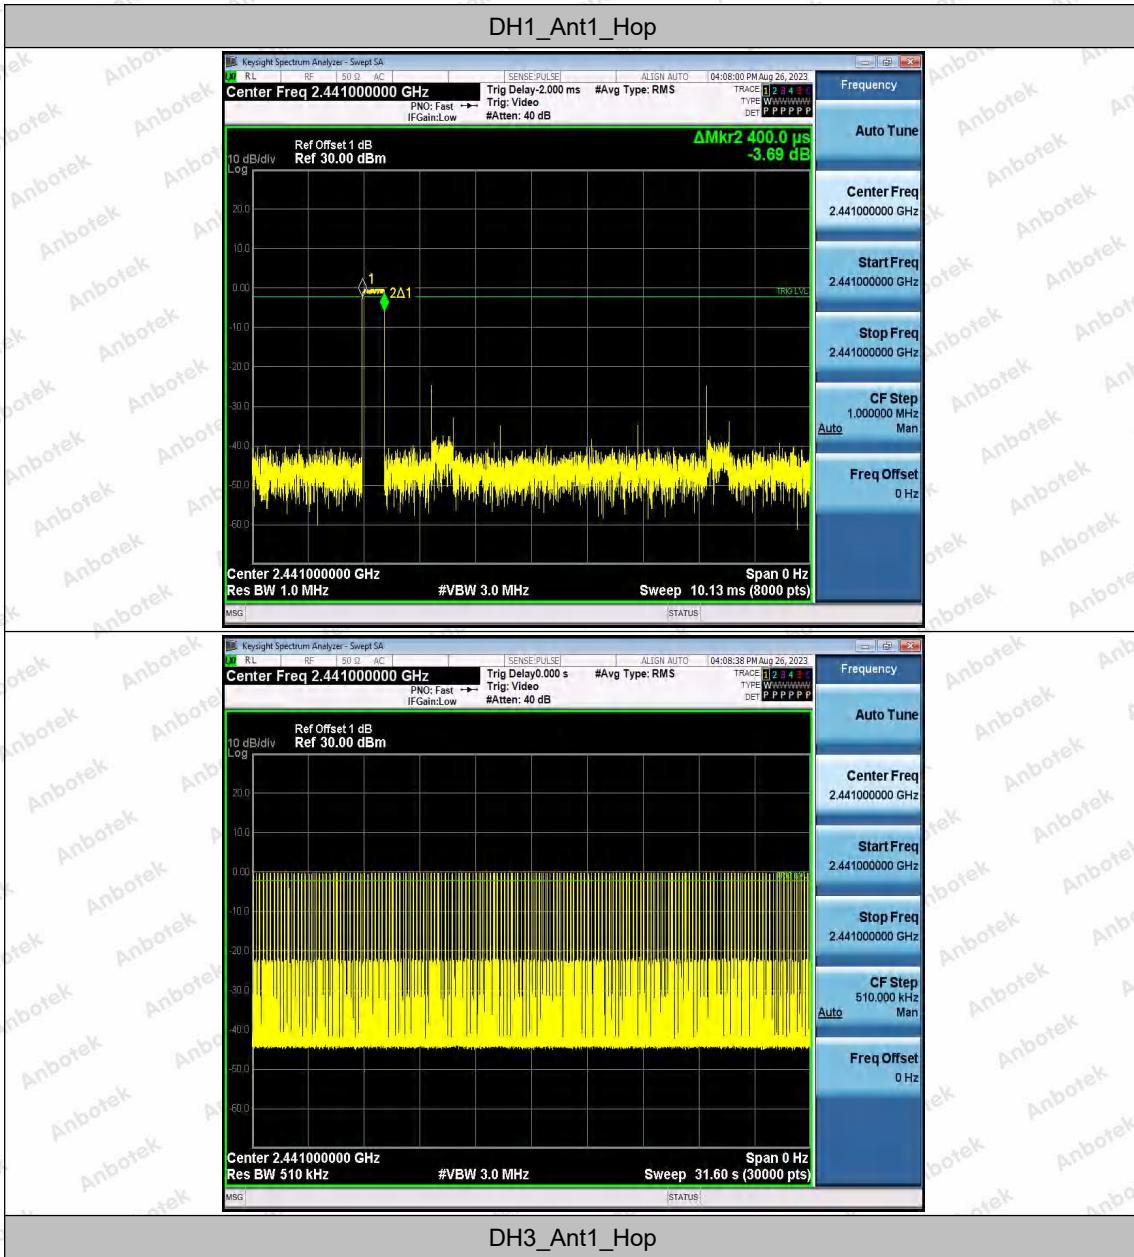 DH1_Ant1_Hop
Keysight Spectrum Analyzer - Swept SA
RL RF 50 Ω AC SENSE:PULSE ALIGN AUTO 04:08:00 PM Aug 26, 2023
Center Freq 2.441000000 GHz
PNO: Fast
IFGain:Low
Trig Delay-2.000 ms
Trig: Video
#Atten: 40 dB
#Avg Type: RMS
TRACE 1 2 3 4 5 6
TYPE WWWWWW
DET P P P P P P
Frequency
ΔMkr2 400.0 µs
-3.69 dB
Ref Offset 1 dB
10 dB/div Ref 30.00 dBm
Log
20.0
10.0
0.00
-10.0
-20.0
-30.0
-40.0
-50.0
-60.0
1
2Δ1
TRIG LVL
Center 2.441000000 GHz Span 0 Hz
Res BW 1.0 MHz #VBW 3.0 MHz Sweep 10.13 ms (8000 pts)
MSG STATUS
Auto Tune
Center Freq
2.441000000 GHz
Start Freq
2.441000000 GHz
Stop Freq
2.441000000 GHz
CF Step
1.000000 MHz
Auto Man
Freq Offset
0 Hz
Keysight Spectrum Analyzer - Swept SA
RL RF 50 Ω AC SENSE:PULSE ALIGN AUTO 04:08:38 PM Aug 26, 2023
Center Freq 2.441000000 GHz
PNO: Fast
IFGain:Low
Trig Delay0.000 s
Trig: Video
#Atten: 40 dB
#Avg Type: RMS
TRACE 1 2 3 4 5 6
TYPE WWWWWW
DET P P P P P P
Frequency
Ref Offset 1 dB
10 dB/div Ref 30.00 dBm
Log
20.0
10.0
0.00
-10.0
-20.0
-30.0
-40.0
-50.0
-60.0
Center 2.441000000 GHz Span 0 Hz
Res BW 510 kHz #VBW 3.0 MHz Sweep 31.60 s (30000 pts)
MSG STATUS
Auto Tune
Center Freq
2.441000000 GHz
Start Freq
2.441000000 GHz
Stop Freq
2.441000000 GHz
CF Step
510.000 kHz
Auto Man
Freq Offset
0 Hz
DH3_Ant1_Hop
Anbotek